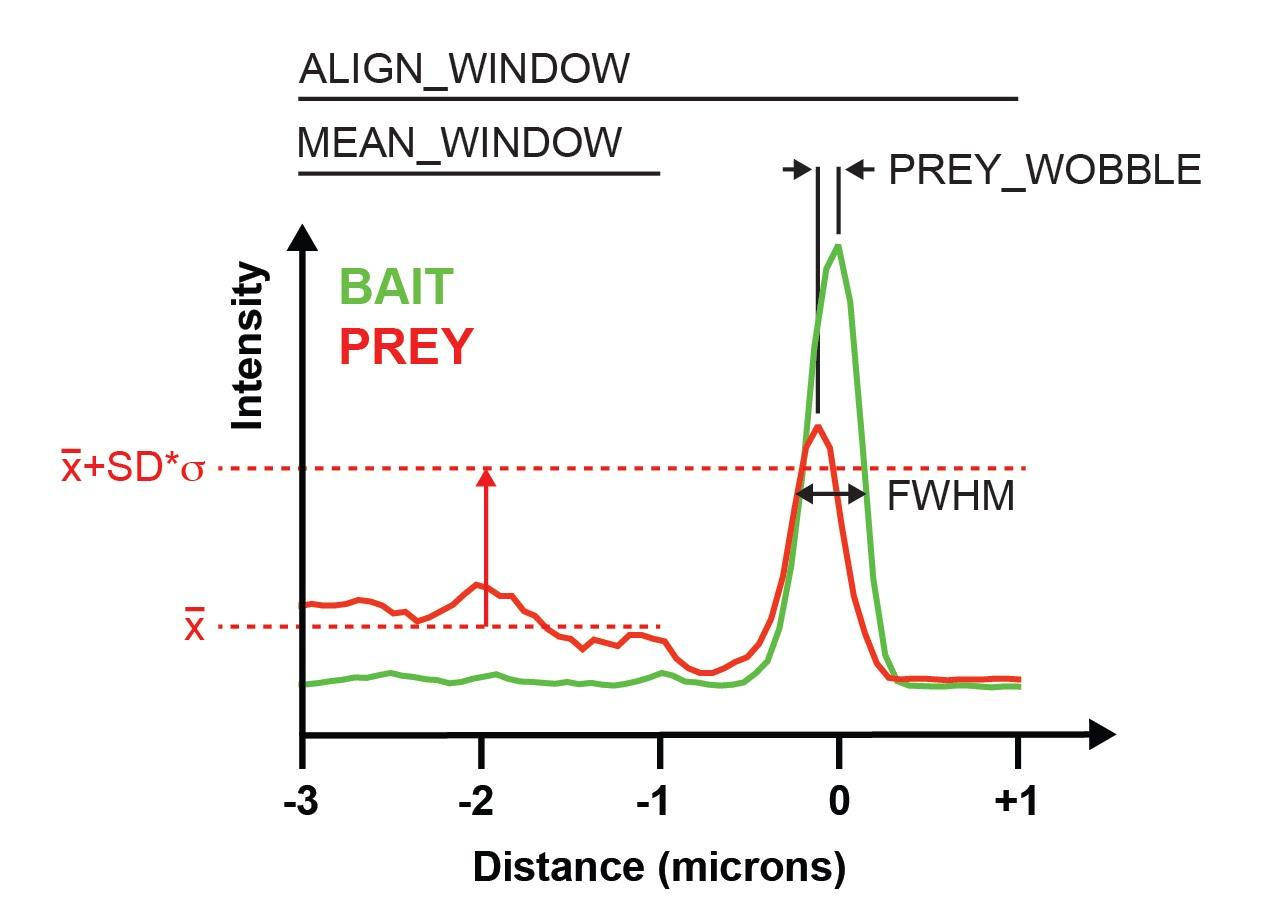 ALIGN_WINDOW
MEAN_WINDOW
PREY_WOBBLE
Intensity
BAIT
PREY
x̄+SD*σ
FWHM
x̄
-3 -2 -1 0 +1
Distance (microns)